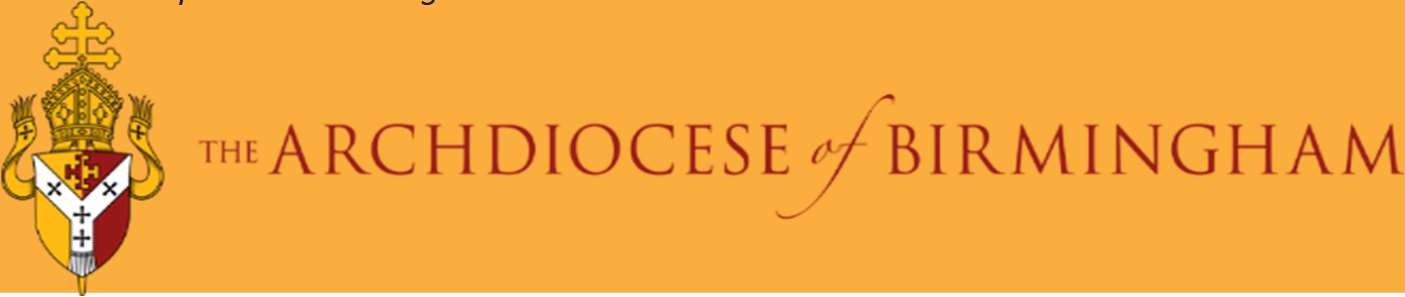 THE ARCHDIOCESE of BIRMINGHAM